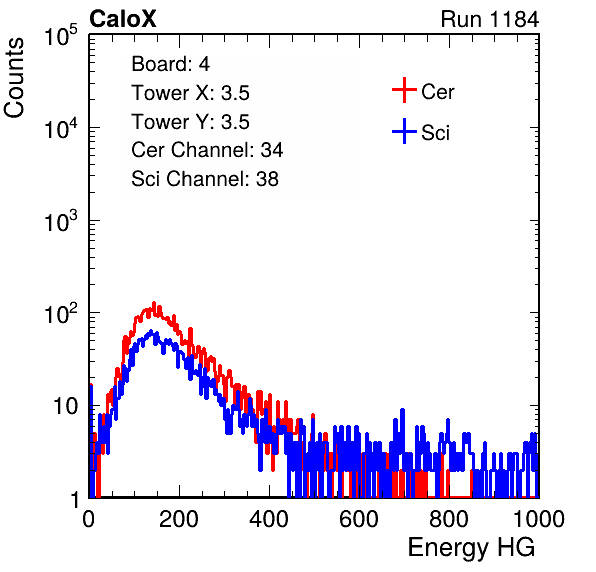 CaloX Run 1184
Counts
Board: 4
Tower X: 3.5
Tower Y: 3.5
Cer Channel: 34
Sci Channel: 38
Cer
Sci
10^5
10^4
10^3
10^2
10
1
0 200 400 600 800 1000
Energy HG